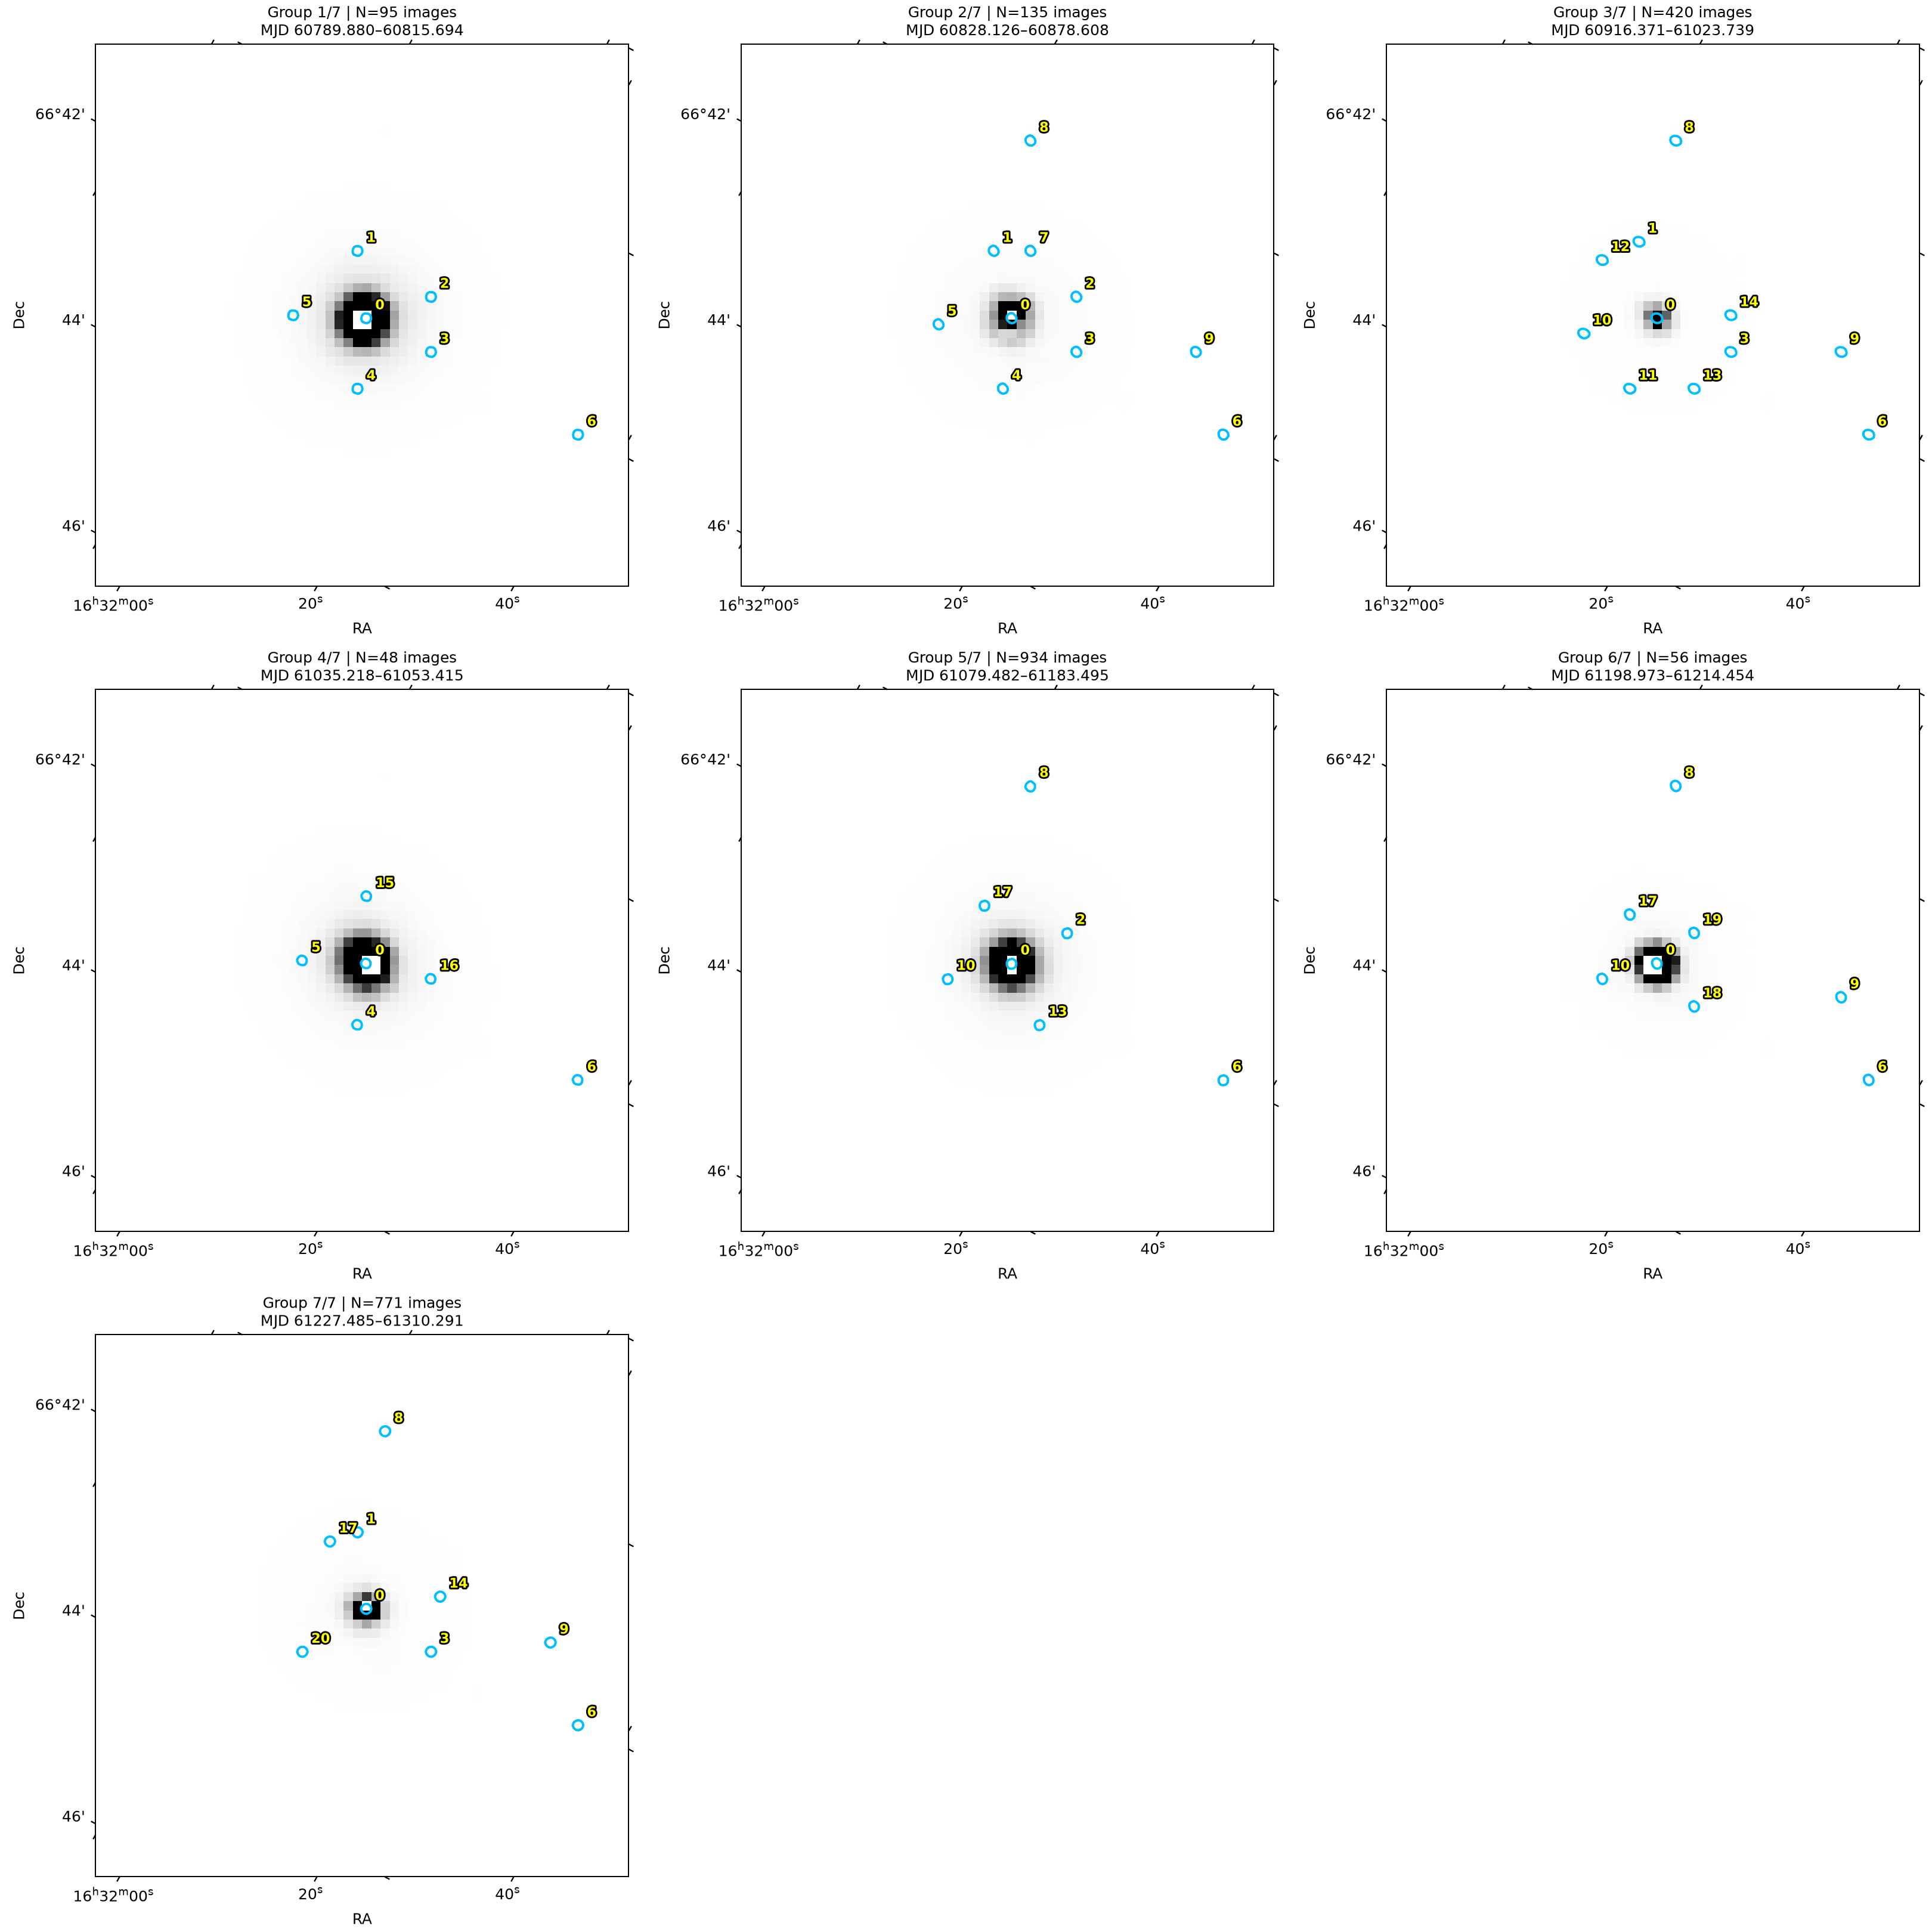 Group 1/7 | N=95 images
MJD 60789.880–60815.694
66°42'
44'
46'
Dec
1
2
5
0
3
4
6
16ʰ32ᵐ00ˢ
20ˢ
40ˢ
RA
Group 2/7 | N=135 images
MJD 60828.126–60878.608
66°42'
44'
46'
Dec
8
1
7
2
0
5
3
9
4
6
16ʰ32ᵐ00ˢ
20ˢ
40ˢ
RA
Group 3/7 | N=420 images
MJD 60916.371–61023.739
66°42'
44'
46'
Dec
8
1
12
14
0
10
3
9
11
13
6
16ʰ32ᵐ00ˢ
20ˢ
40ˢ
RA
Group 4/7 | N=48 images
MJD 61035.218–61053.415
66°42'
44'
46'
Dec
15
5
0
16
4
6
16ʰ32ᵐ00ˢ
20ˢ
40ˢ
RA
Group 5/7 | N=934 images
MJD 61079.482–61183.495
66°42'
44'
46'
Dec
8
17
2
0
10
13
6
16ʰ32ᵐ00ˢ
20ˢ
40ˢ
RA
Group 6/7 | N=56 images
MJD 61198.973–61214.454
66°42'
44'
46'
Dec
8
17
19
0
10
9
18
6
16ʰ32ᵐ00ˢ
20ˢ
40ˢ
RA
Group 7/7 | N=771 images
MJD 61227.485–61310.291
66°42'
44'
46'
Dec
8
1
17
14
0
9
20
3
6
16ʰ32ᵐ00ˢ
20ˢ
40ˢ
RA